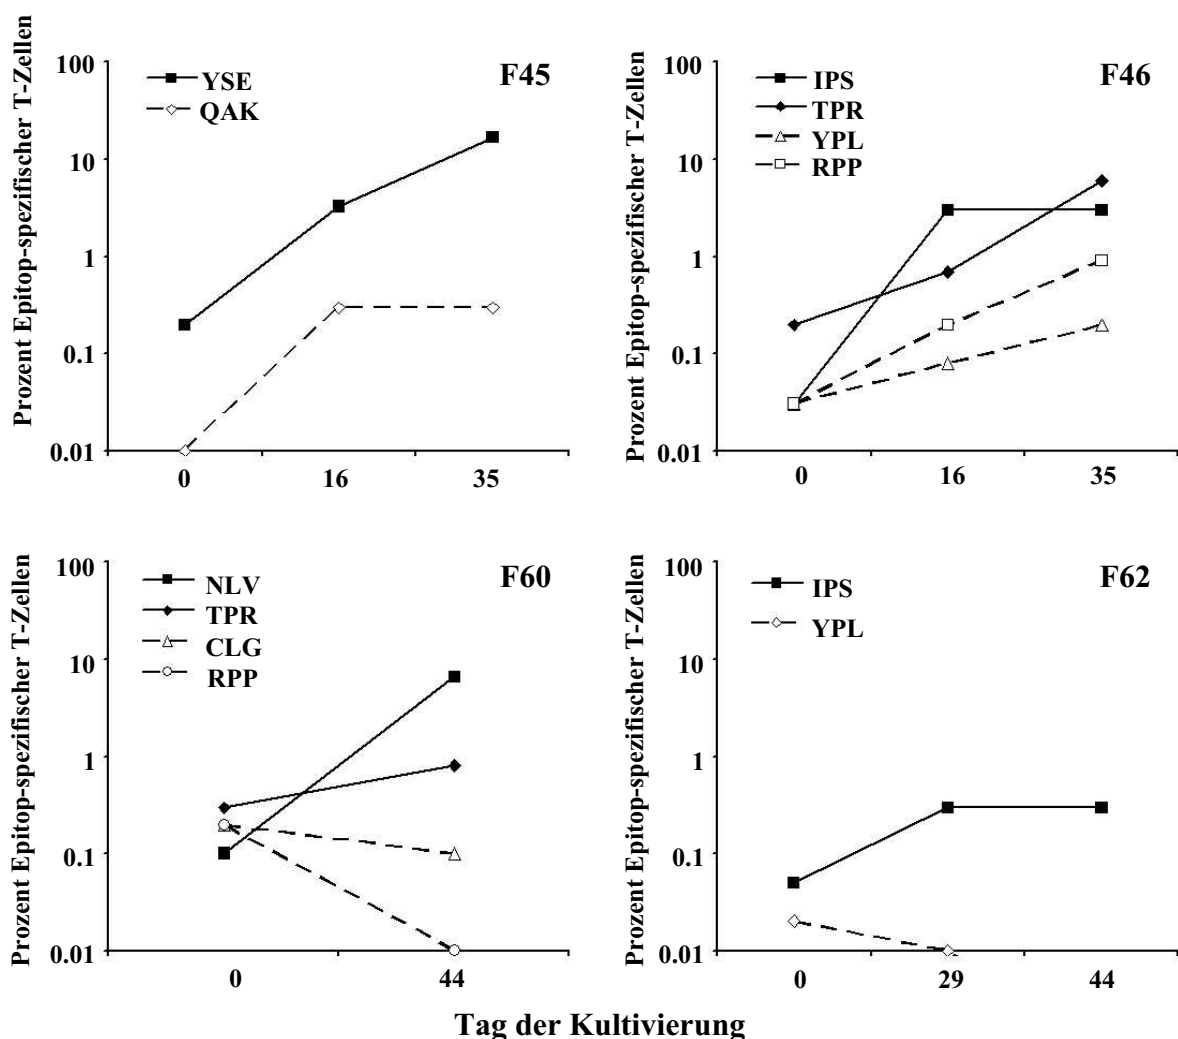 Prozent Epitop-spezifischer T-Zellen
100
10
1
0.1
0.01
YSE
QAK
F45
0
16
35
Prozent Epitop-spezifischer T-Zellen
100
10
1
0.1
0.01
IPS
TPR
YPL
RPP
F46
0
16
35
Prozent Epitop-spezifischer T-Zellen
100
10
1
0.1
0.01
NLV
TPR
CLG
RPP
F60
0
44
Prozent Epitop-spezifischer T-Zellen
100
10
1
0.1
0.01
IPS
YPL
F62
0
29
44
Tag der Kultivierung